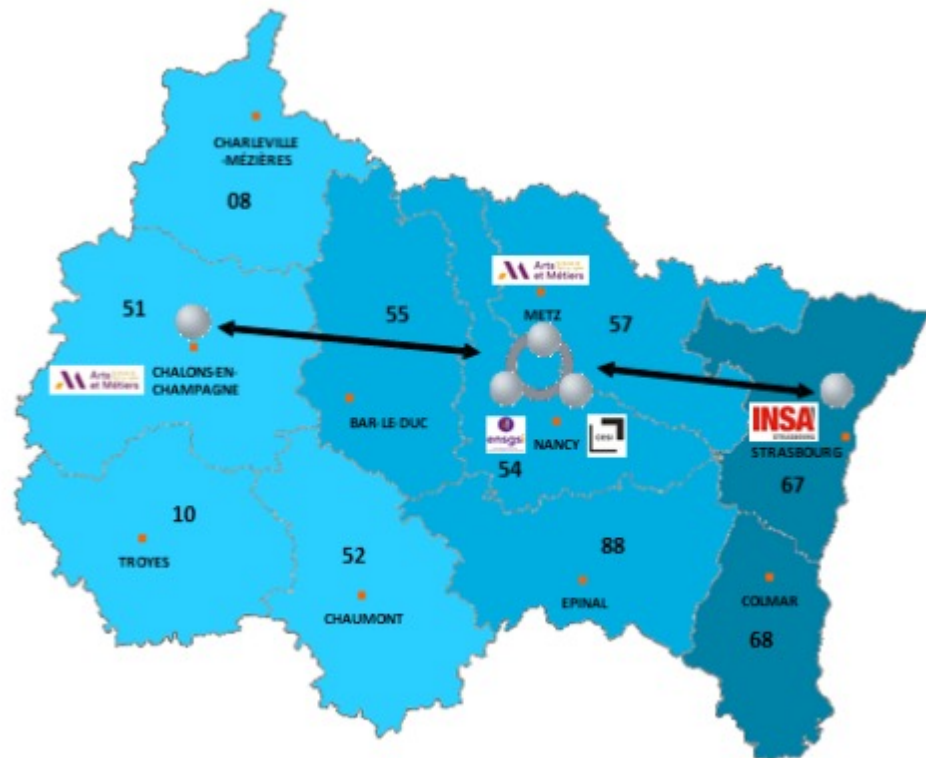 CHARLEVILLE
-MÉZIÈRES
08
Arts
et Métiers
51
55
METZ
57
Arts
et Métiers
CHALONS-EN-
CHAMPAGNE
BAR-LE-DUC
ensgsi
NANCY
cesi
INSA
STRASBOURG
STRASBOURG
54
67
10
TROYES
52
CHAUMONT
88
EPINAL
COLMAR
68